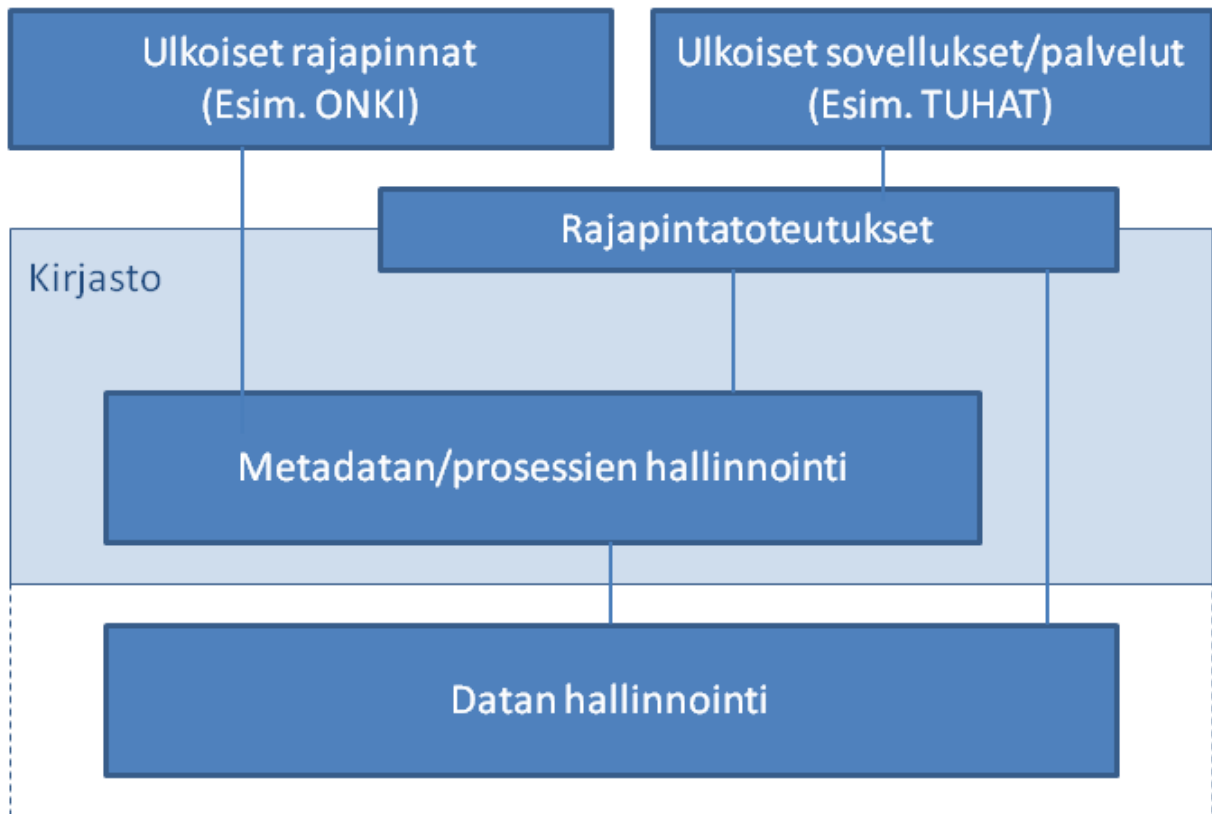 Ulkoiset rajapinnat
(Esim. ONKI)
Ulkoiset sovellukset/palvelut
(Esim. TUHAT)
Rajapintatoteutukset
Kirjasto
Metadatan/prosessien hallinnointi
Datan hallinnointi